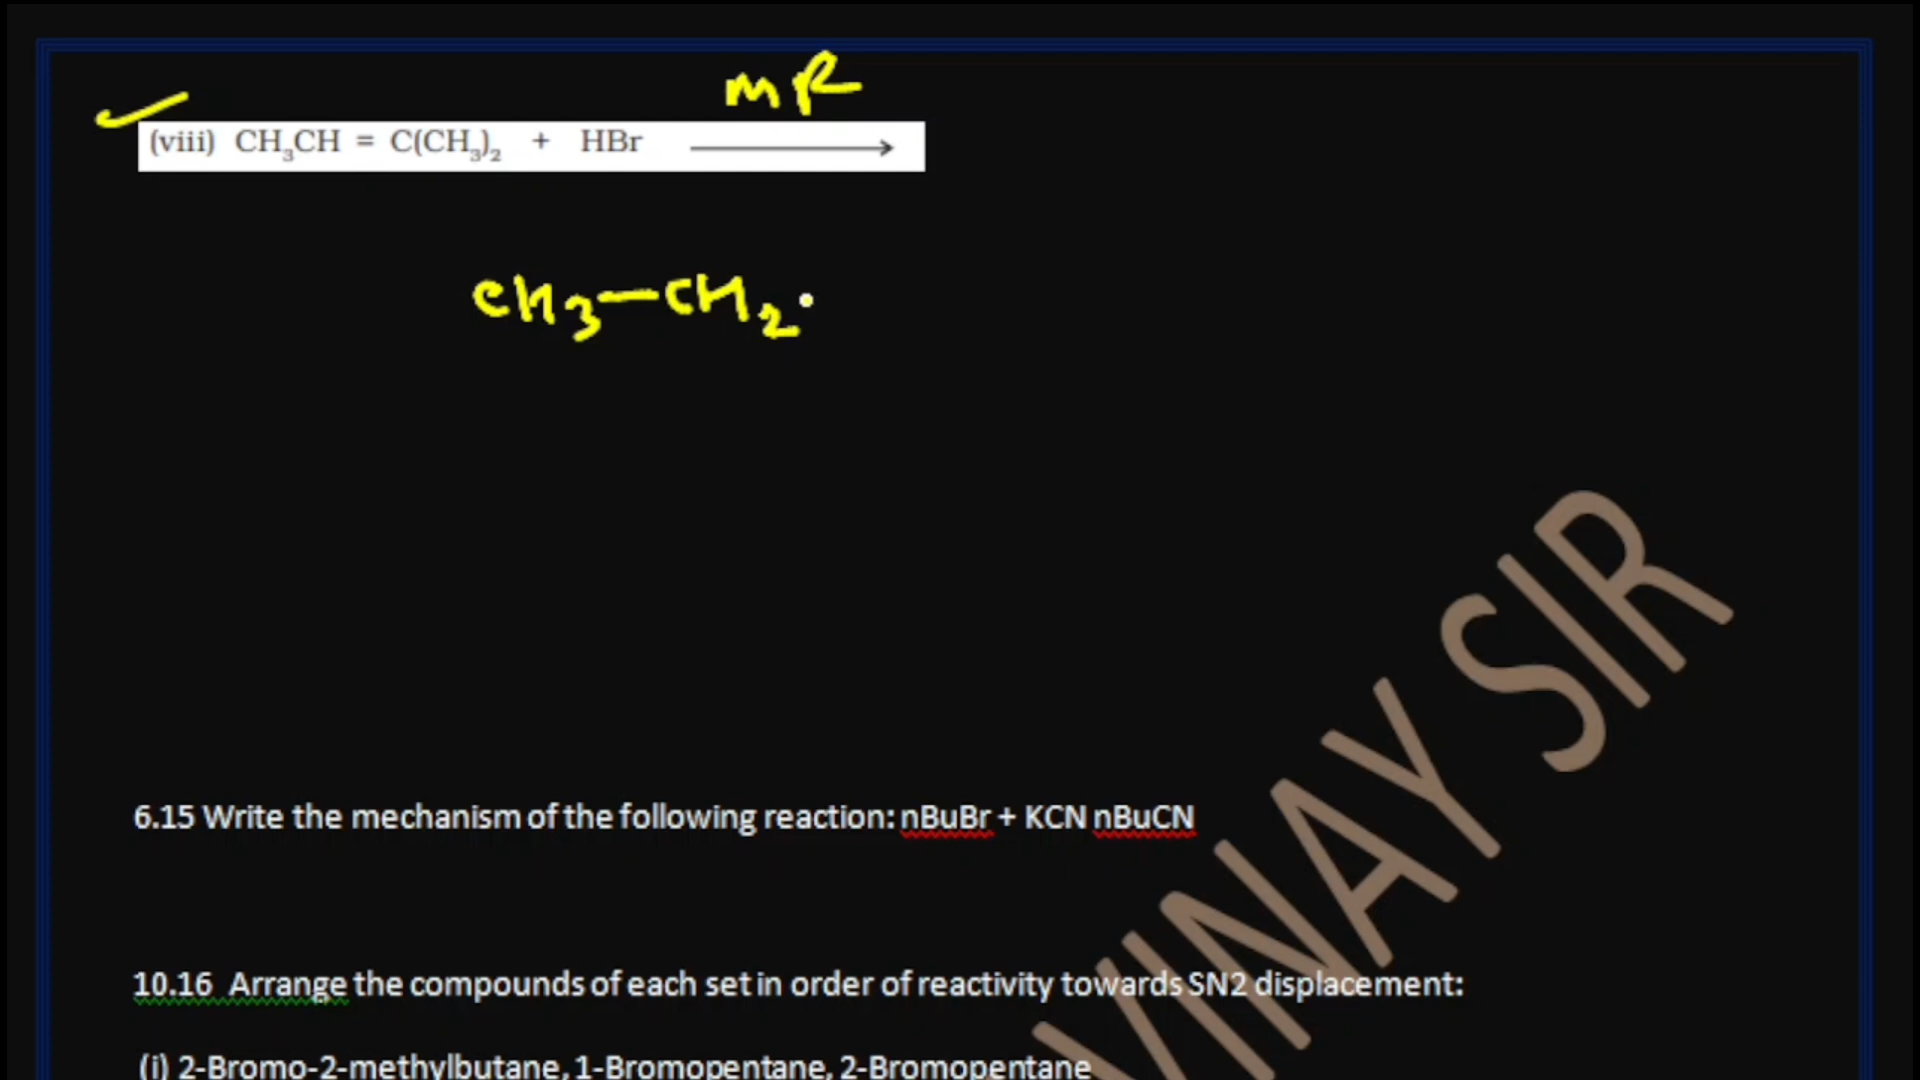 MR
(viii) CH₃CH = C(CH₃)₂ + HBr ⟶
CH₃—CH₂
6.15 Write the mechanism of the following reaction: nBuBr + KCN nBuCN
10.16 Arrange the compounds of each set in order of reactivity towards SN2 displacement:
(i) 2-Bromo-2-methylbutane, 1-Bromopentane, 2-Bromopentane
VINAY SIR